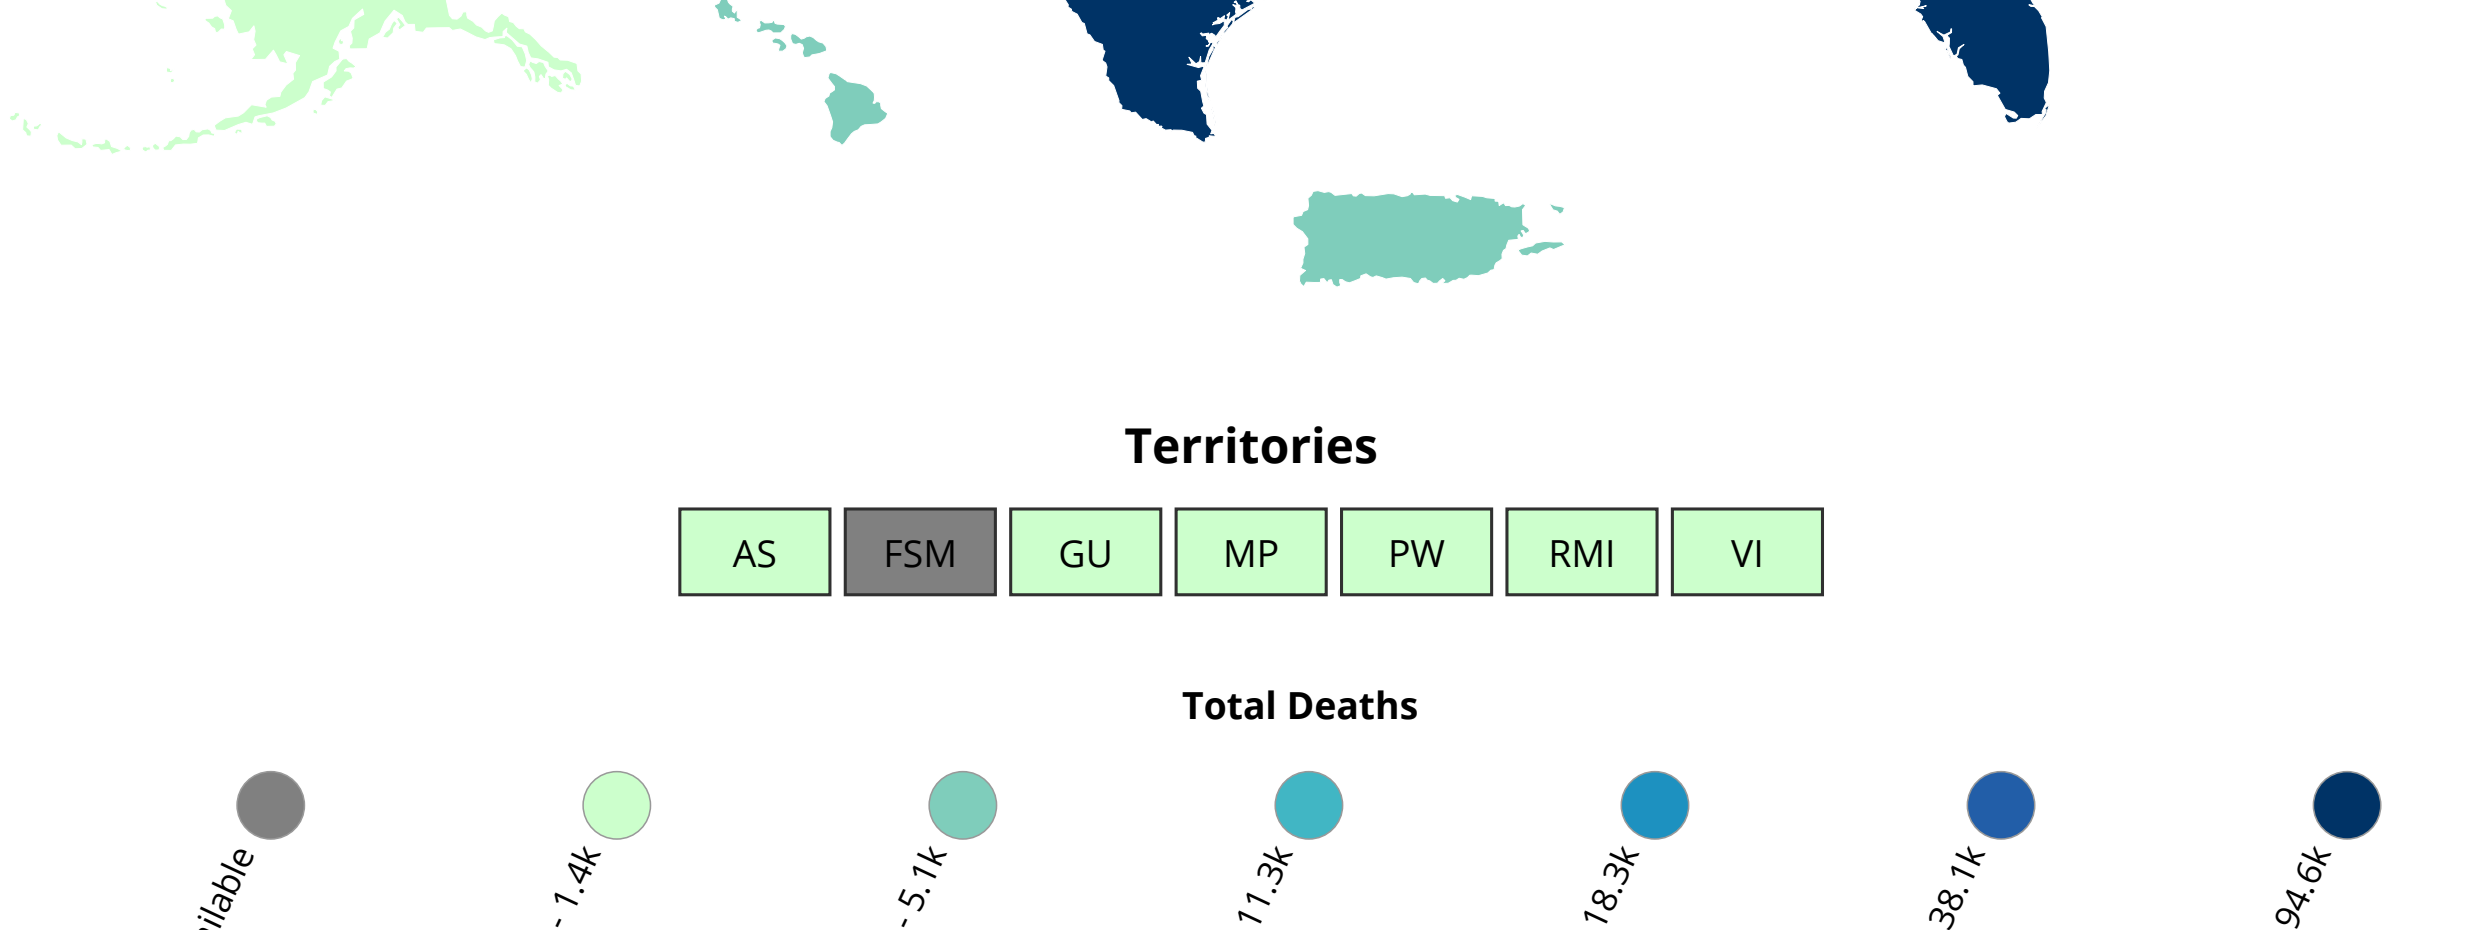 Territories
AS FSM GU MP PW RMI VI
Total Deaths
- 1.4k
- 5.1k
11.3k
18.3k
38.1k
94.6k